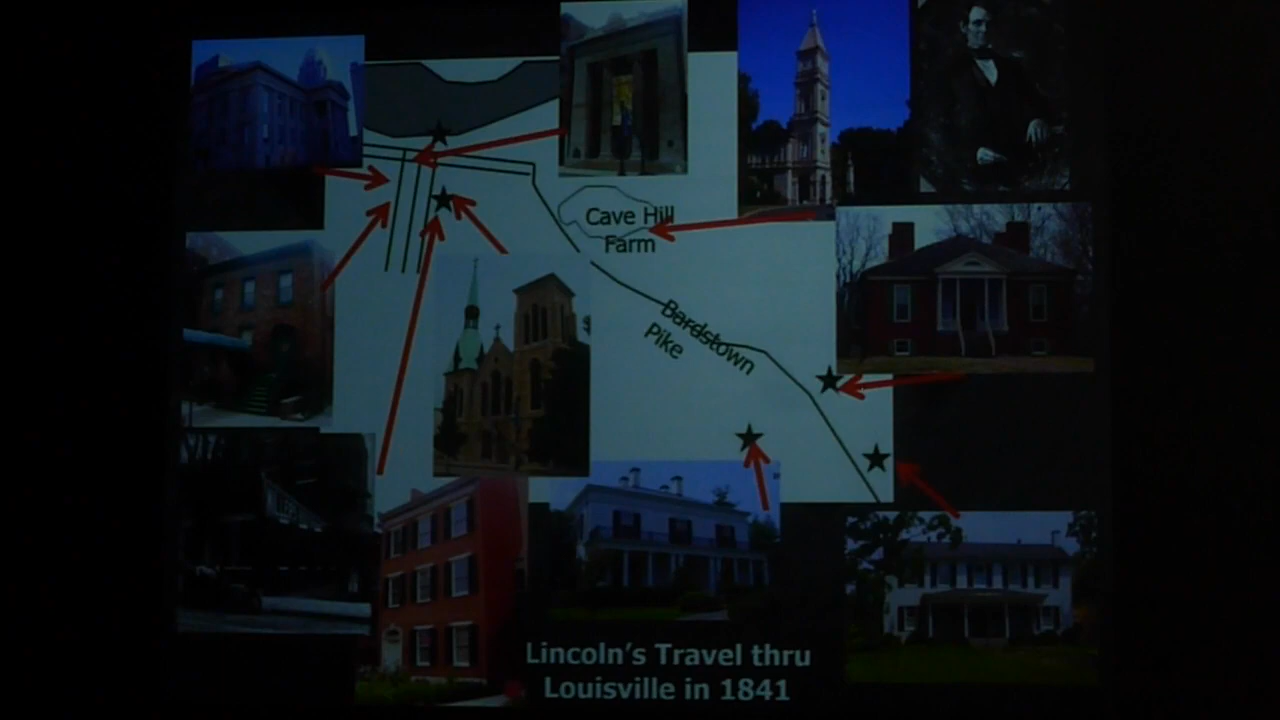 Cave Hill
Farm
Bardstown
Pike
Lincoln's Travel thru
Louisville in 1841